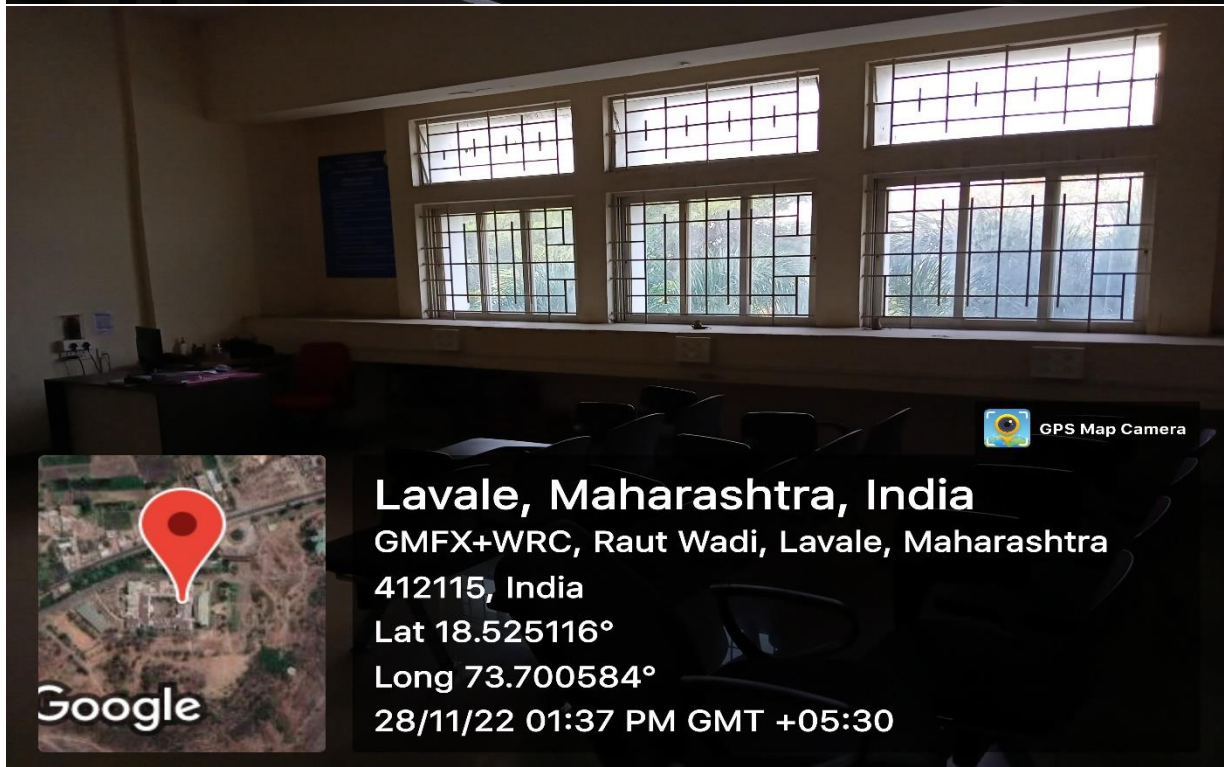 GPS Map Camera
Lavale, Maharashtra, India
GMFX+WRC, Raut Wadi, Lavale, Maharashtra
412115, India
Lat 18.525116°
Long 73.700584°
28/11/22 01:37 PM GMT +05:30
Google